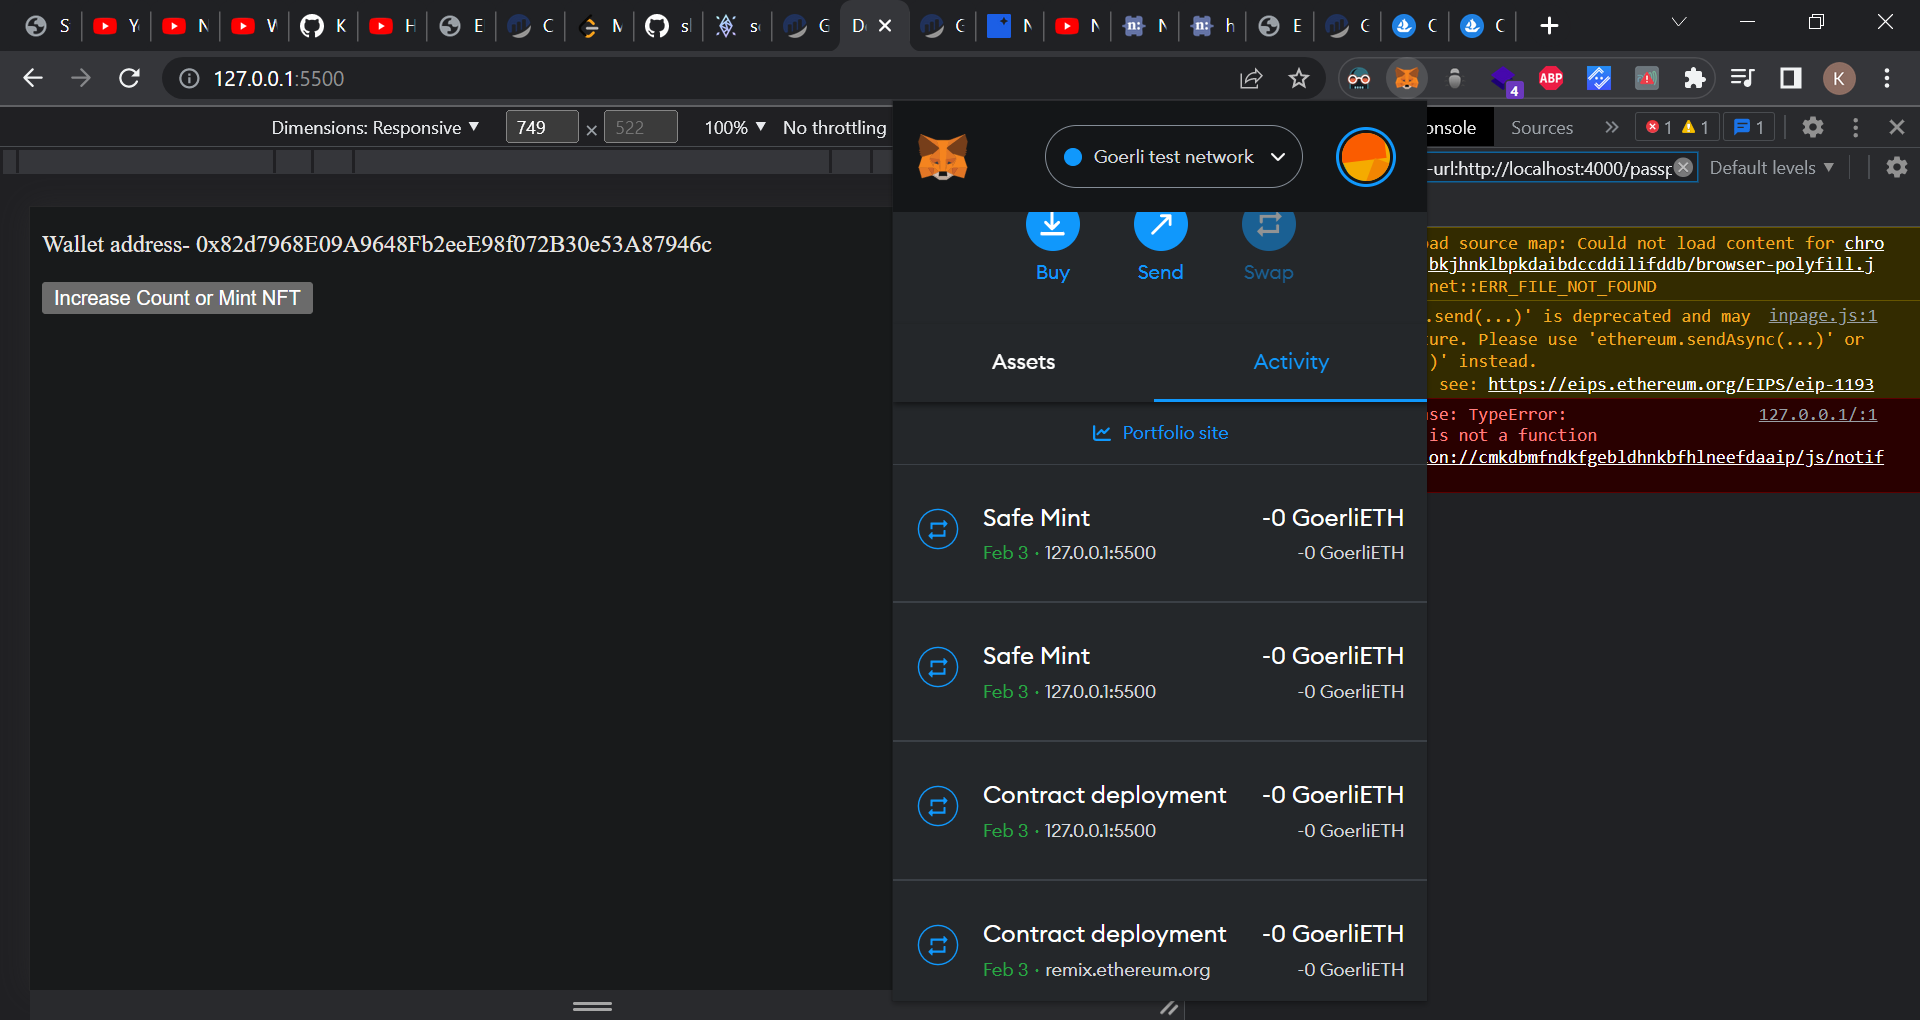 S
Y
N
V
K
H
E
C
N
sl
s
G
D
G
N
N
N
h
E
G
C
C
127.0.0.1:5500
ABP
4
K
Dimensions: Responsive ▼
749
×
522
100% ▼
No throttling
onsole
Sources
»
1
1
1
-url:http://localhost:4000/passp
Default levels ▼
Wallet address- 0x82d7968E09A9648Fb2eeE98f072B30e53A87946c
Increase Count or Mint NFT
Goerli test network
Buy
Send
Swap
Assets
Activity
Portfolio site
Safe Mint
-0 GoerliETH
Feb 3 · 127.0.0.1:5500
-0 GoerliETH
Safe Mint
-0 GoerliETH
Feb 3 · 127.0.0.1:5500
-0 GoerliETH
Contract deployment
-0 GoerliETH
Feb 3 · 127.0.0.1:5500
-0 GoerliETH
Contract deployment
-0 GoerliETH
Feb 3 · remix.ethereum.org
-0 GoerliETH
oad source map: Could not load content for chro
bkjhnklbpkdaibdccddilifddb/browser-polyfill.j
net::ERR_FILE_NOT_FOUND
.send(...)' is deprecated and may
inpage.js:1
ture. Please use 'ethereum.sendAsync(...)' or
)' instead.
see: https://eips.ethereum.org/EIPS/eip-1193
se: TypeError:
127.0.0.1/:1
is not a function
on://cmkdbmfndkfgebldhnkbfhlneefdaaip/js/notif